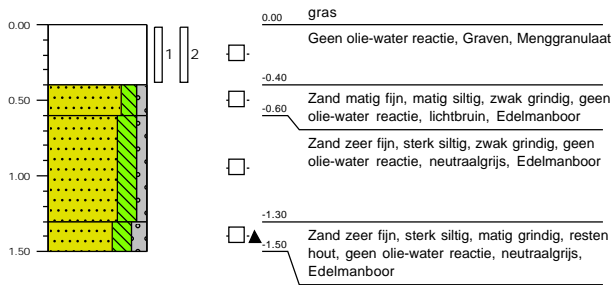 0.00
0.50
1.00
1.50
1 2
0.00 gras
Geen olie-water reactie, Graven, Menggranulaat
-0.40
Zand matig fijn, matig siltig, zwak grindig, geen
olie-water reactie, lichtbruin, Edelmanboor
-0.60
Zand zeer fijn, sterk siltig, zwak grindig, geen
olie-water reactie, neutraalgrijs, Edelmanboor
-1.30
Zand zeer fijn, sterk siltig, matig grindig, resten
hout, geen olie-water reactie, neutraalgrijs,
Edelmanboor
-1.50